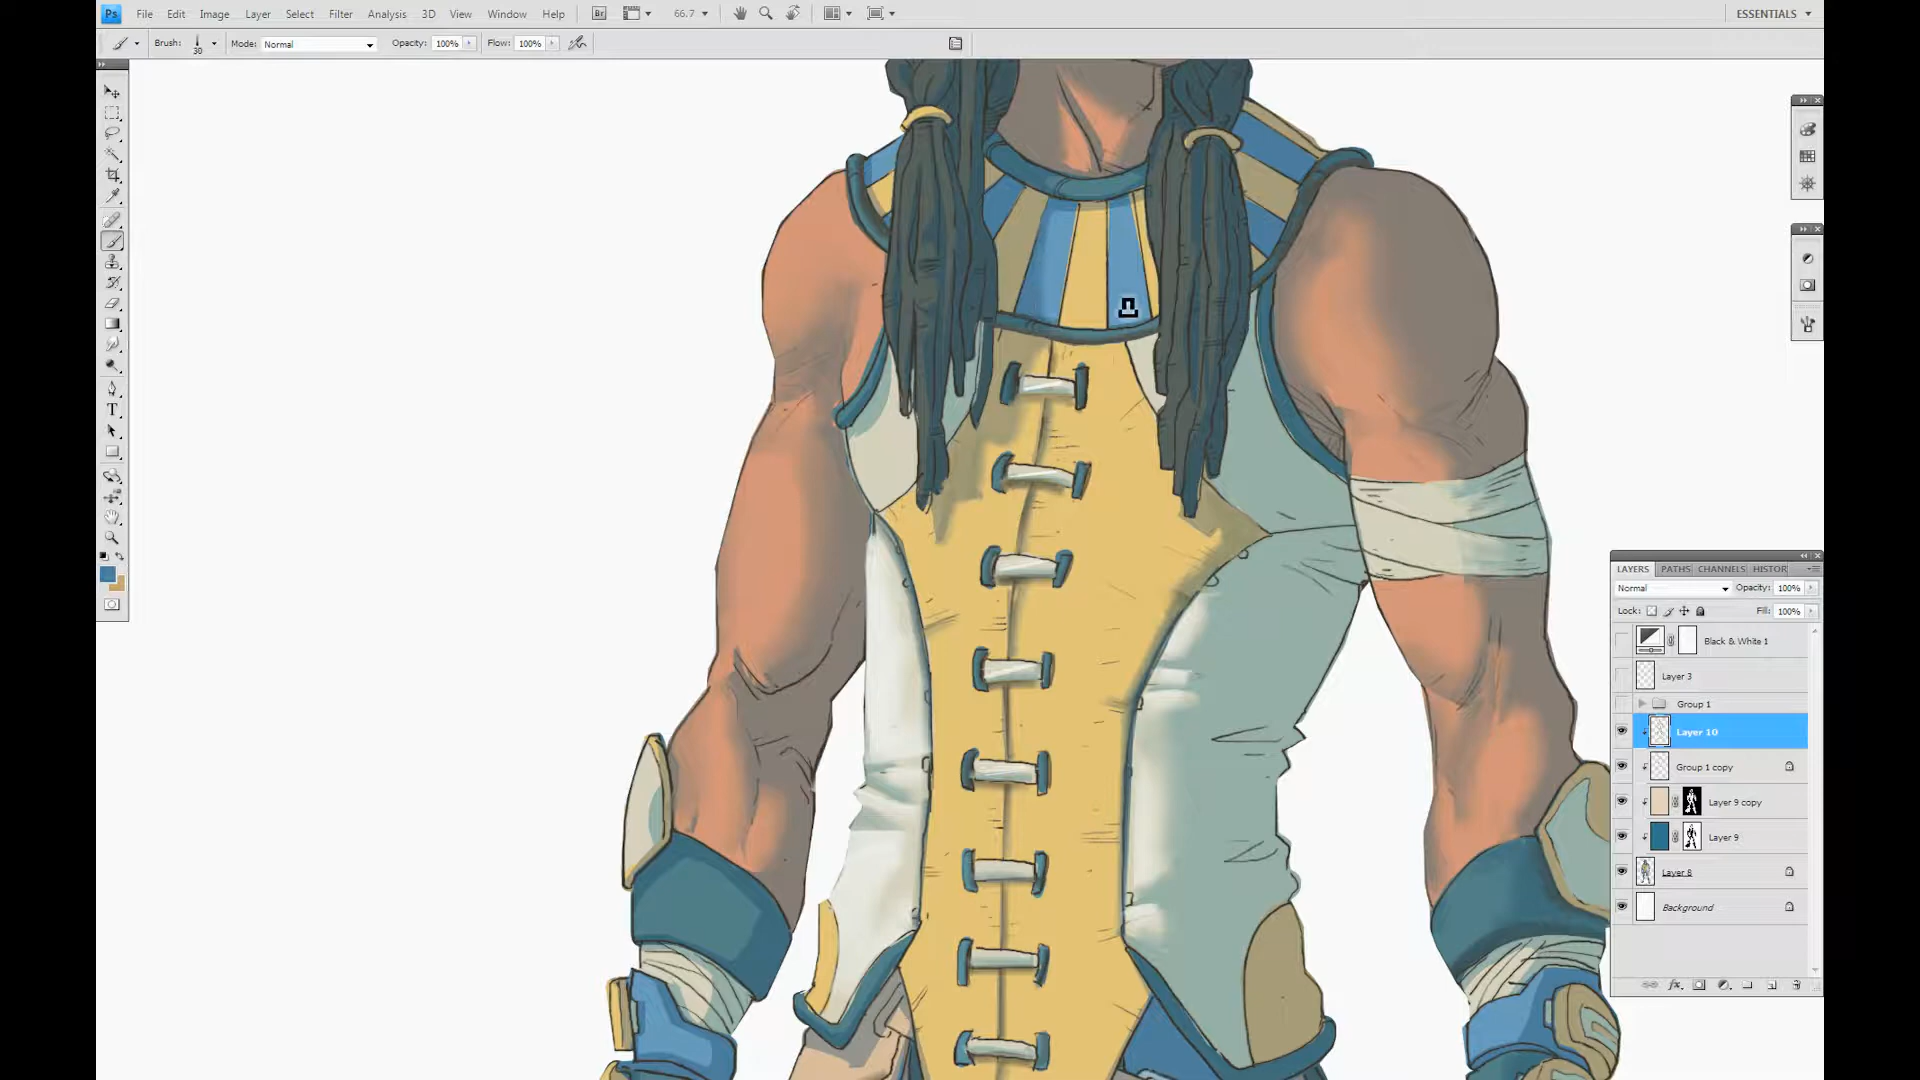 Ps File Edit Image Layer Select Filter Analysis 3D View Window Help Br 66.7 ESSENTIALS
Brush: 30 Mode: Normal Opacity: 100% Flow: 100%
T
LAYERS PATHS CHANNELS HISTOR
Normal Opacity: 100%
Lock: Fill: 100%
Black & White 1
Layer 3
Group 1
Layer 10
Group 1 copy
Layer 9 copy
Layer 9
Layer 8
Background
fx